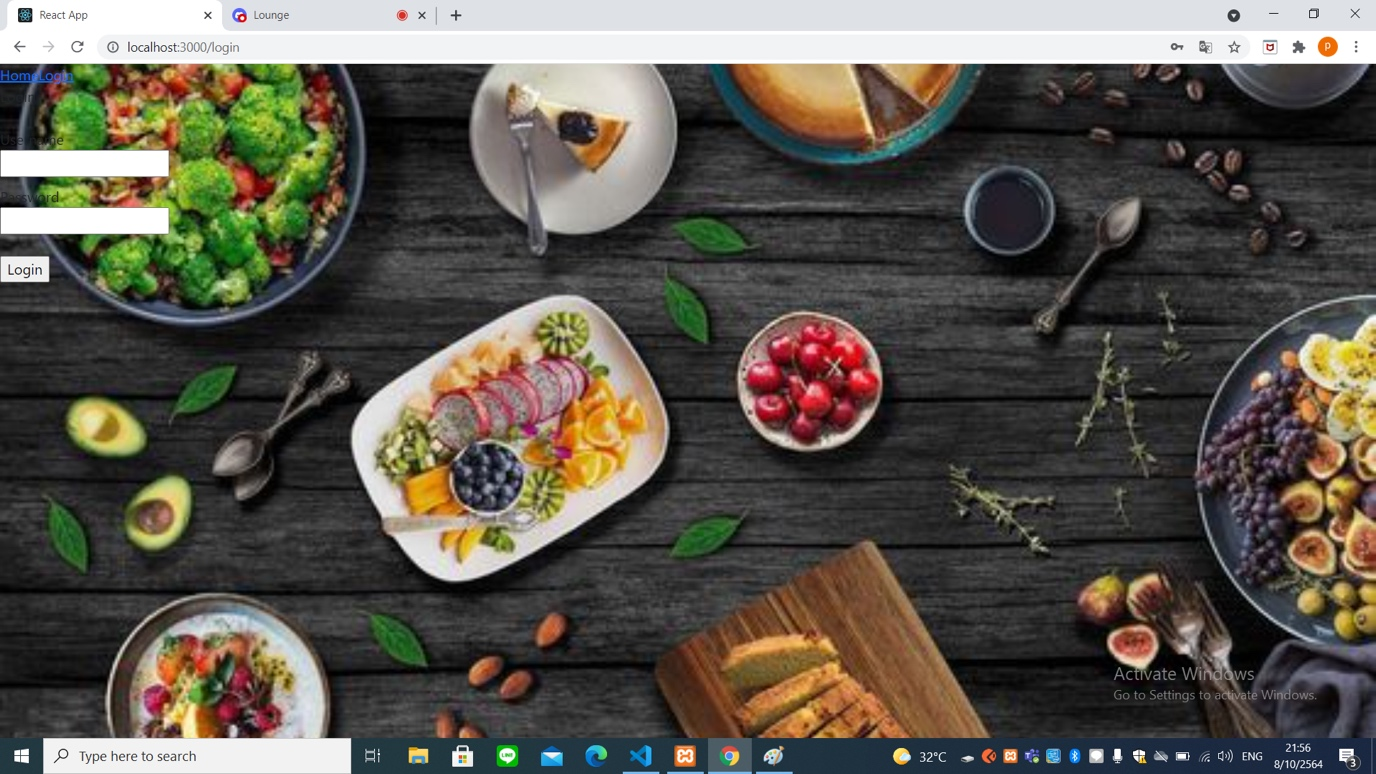 React App
Lounge
localhost:3000/login
P
HomeLogin
Username
Password
Login
Activate Windows
Go to Settings to activate Windows.
Type here to search
LINE
32°C
ENG
21:56
8/10/2564
3